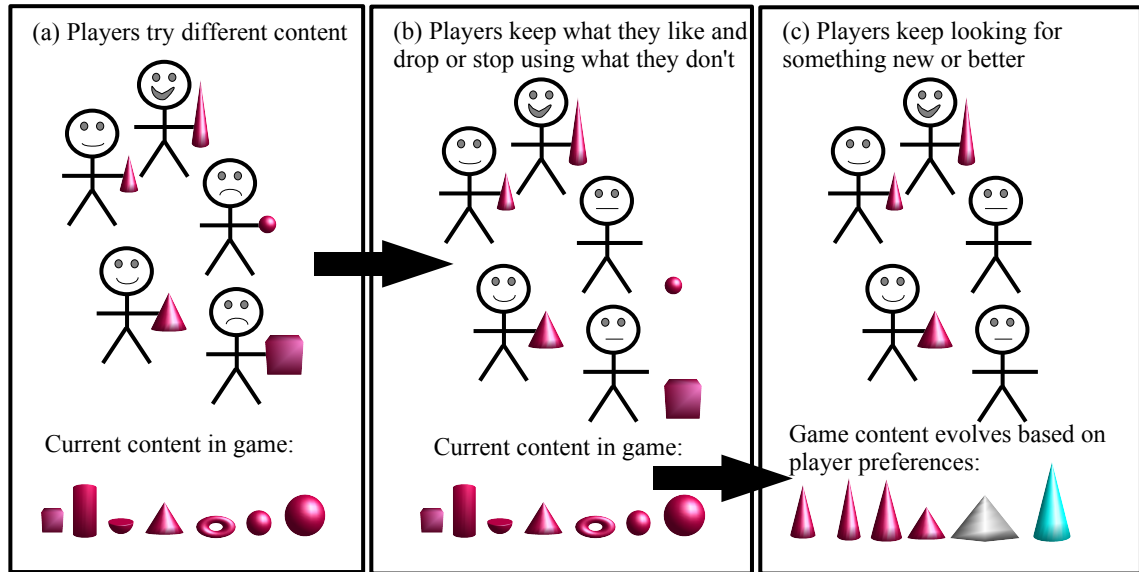 (a) Players try different content
Current content in game:
(b) Players keep what they like and
drop or stop using what they don't
Current content in game:
(c) Players keep looking for
something new or better
Game content evolves based on
player preferences: